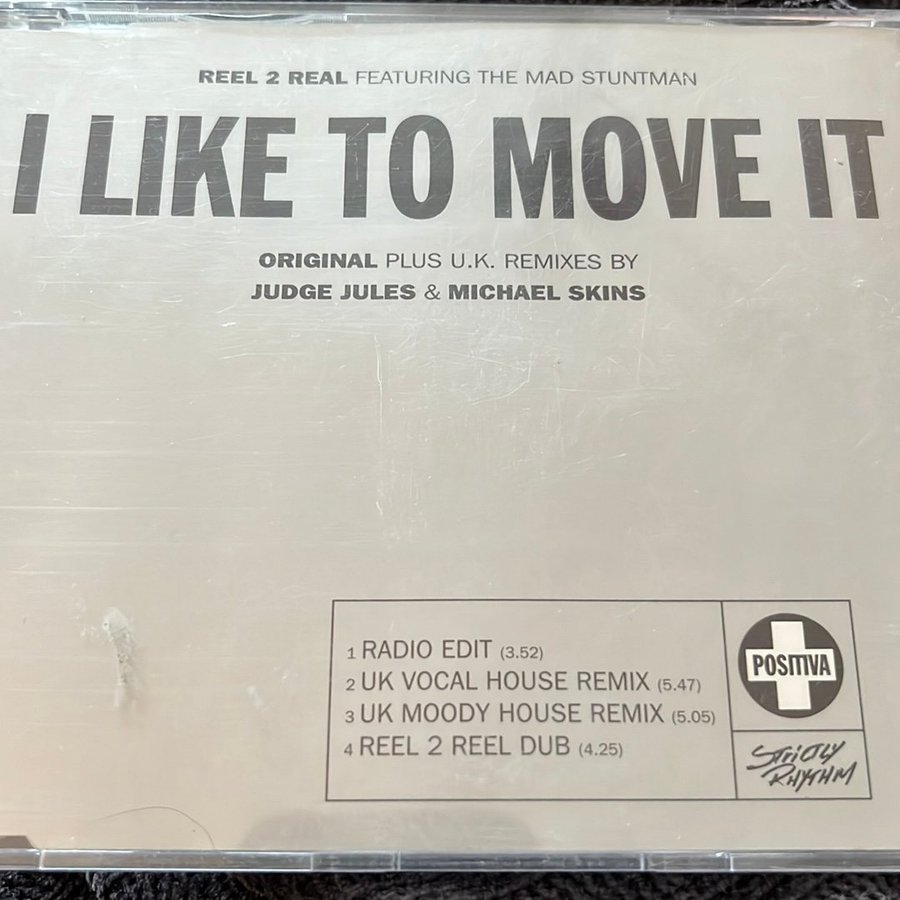 REEL 2 REAL FEATURING THE MAD STUNTMAN
I LIKE TO MOVE IT
ORIGINAL PLUS U.K. REMIXES BY
JUDGE JULES & MICHAEL SKINS
1 RADIO EDIT (3.52)
2 UK VOCAL HOUSE REMIX (5.47)
3 UK MOODY HOUSE REMIX (5.05)
4 REEL 2 REEL DUB (4.25)
POSITIVA
STRICTLY
RHYTHM